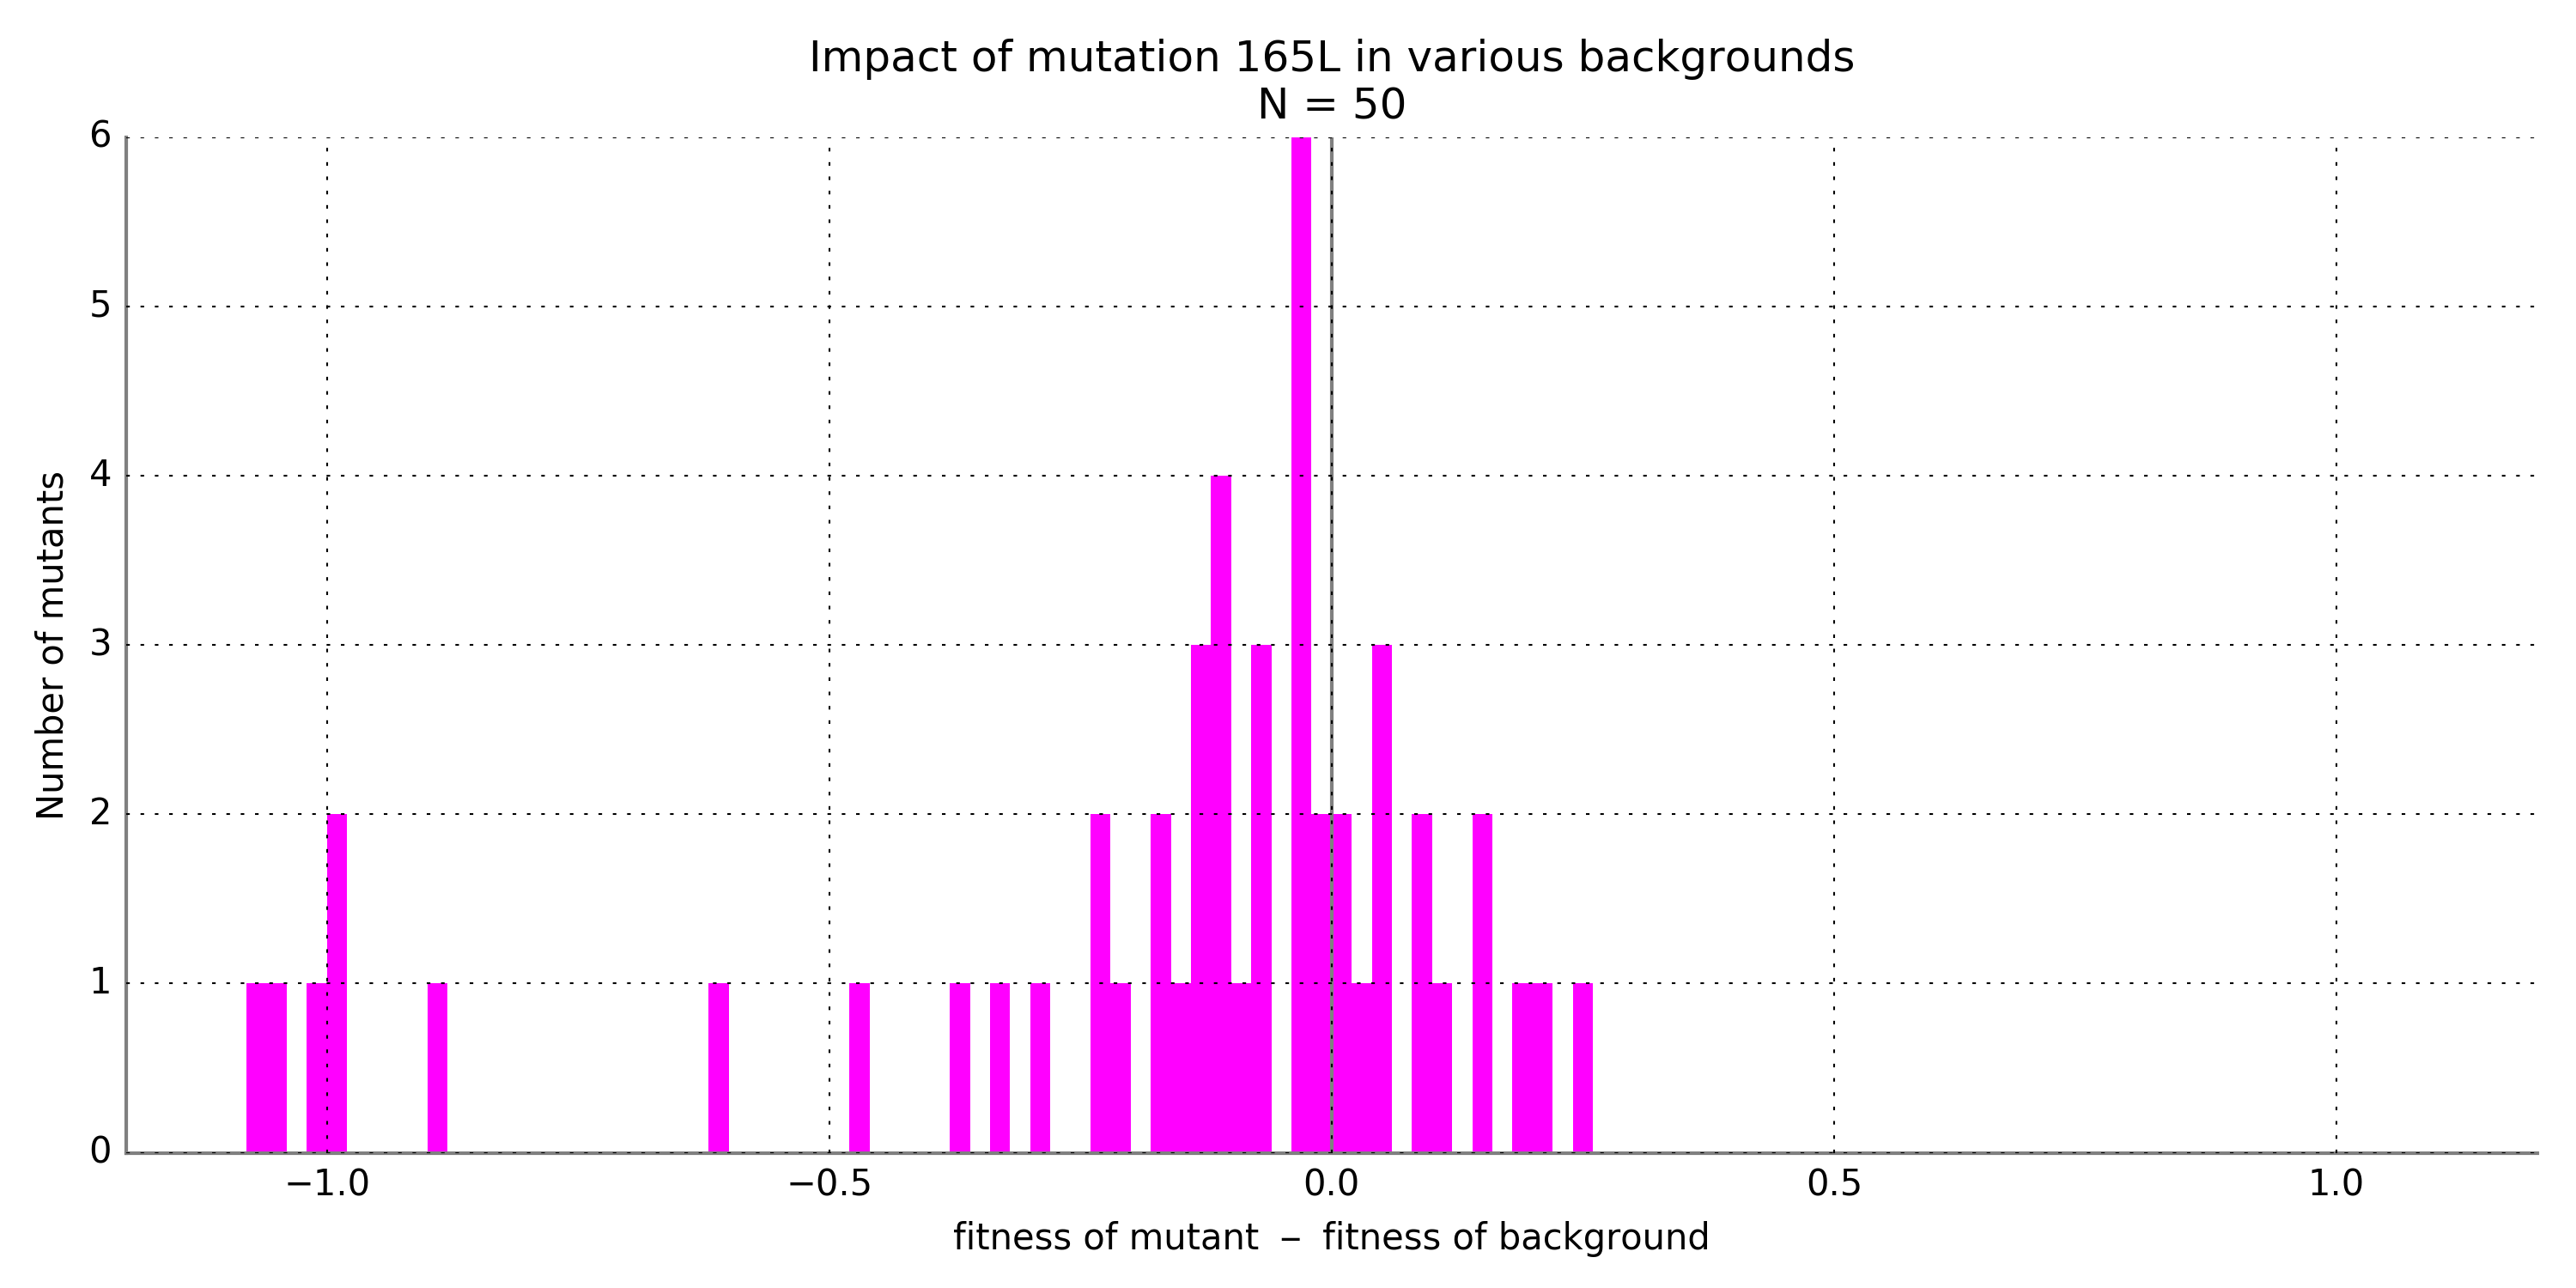 Impact of mutation 165L in various backgrounds
N = 50
6
5
4
3
2
1
0
Number of mutants
−1.0 −0.5 0.0 0.5 1.0
fitness of mutant – fitness of background